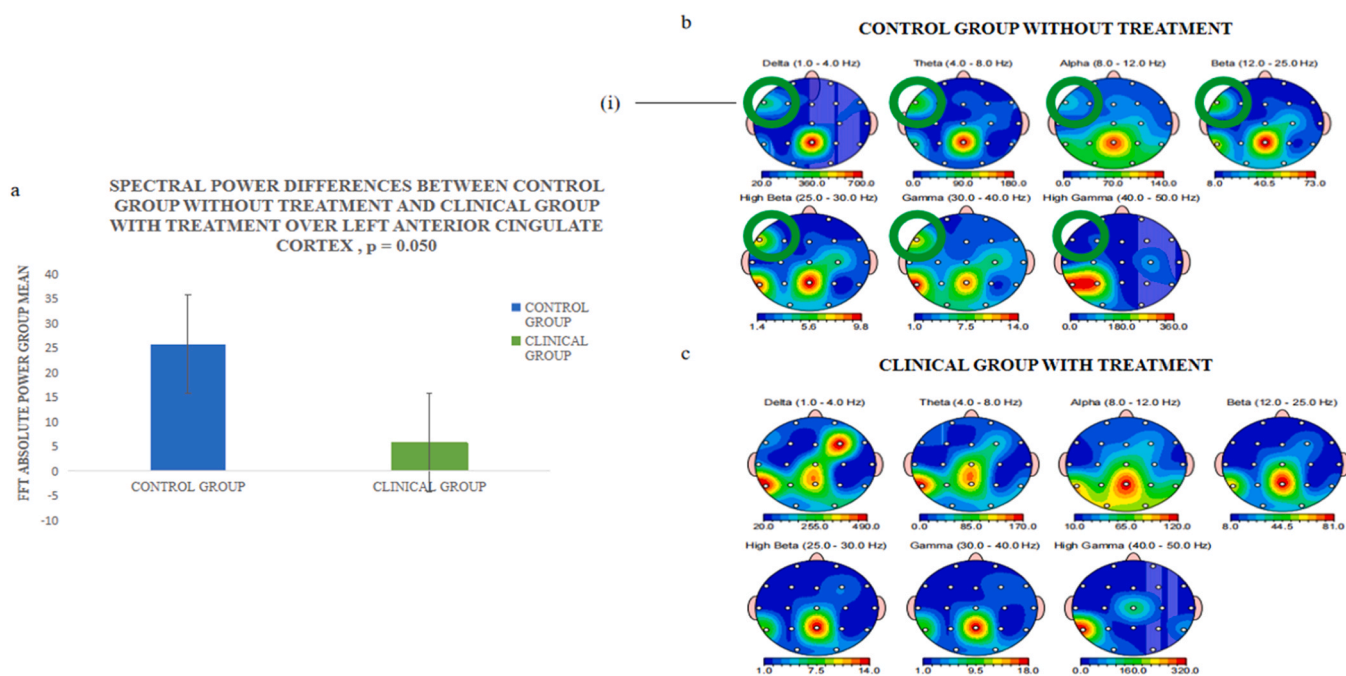 a
SPECTRAL POWER DIFFERENCES BETWEEN CONTROL
GROUP WITHOUT TREATMENT AND CLINICAL GROUP
WITH TREATMENT OVER LEFT ANTERIOR CINGULATE
CORTEX , p = 0.050
FFT ABSOLUTE POWER GROUP MEAN
40
35
30
25
20
15
10
5
0
-5
-10
CONTROL GROUP
CLINICAL GROUP
CONTROL
GROUP
CLINICAL
GROUP
b
CONTROL GROUP WITHOUT TREATMENT
(i)
Delta (1.0 - 4.0 Hz)
Theta (4.0 - 8.0 Hz)
Alpha (8.0 - 12.0 Hz)
Beta (12.0 - 25.0 Hz)
20.0 360.0 700.0
0.0 90.0 180.0
0.0 70.0 140.0
8.0 40.5 73.0
High Beta (25.0 - 30.0 Hz)
Gamma (30.0 - 40.0 Hz)
High Gamma (40.0 - 50.0 Hz)
1.4 5.6 9.8
1.0 7.5 14.0
0.0 180.0 360.0
c
CLINICAL GROUP WITH TREATMENT
Delta (1.0 - 4.0 Hz)
Theta (4.0 - 8.0 Hz)
Alpha (8.0 - 12.0 Hz)
Beta (12.0 - 25.0 Hz)
20.0 255.0 490.0
0.0 85.0 170.0
10.0 65.0 120.0
8.0 44.5 81.0
High Beta (25.0 - 30.0 Hz)
Gamma (30.0 - 40.0 Hz)
High Gamma (40.0 - 50.0 Hz)
1.0 7.5 14.0
1.0 9.5 18.0
0.0 160.0 320.0